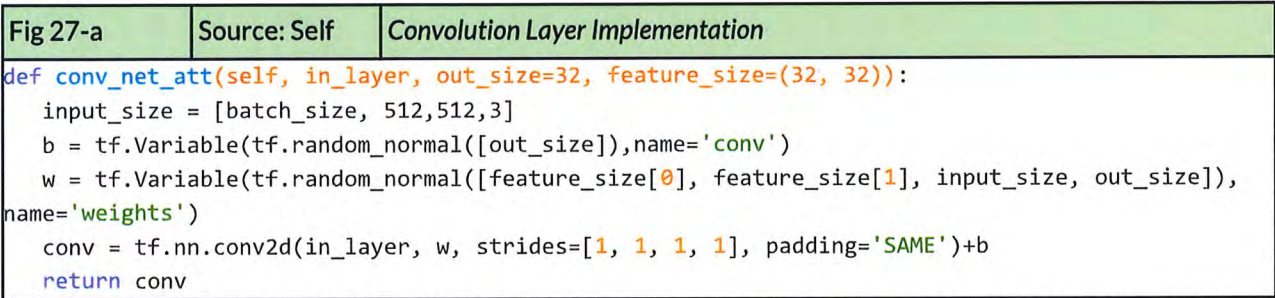 Fig 27-a Source: Self Convolution Layer Implementation
def conv_net_att(self, in_layer, out_size=32, feature_size=(32, 32)):
input_size = [batch_size, 512,512,3]
b = tf.Variable(tf.random_normal([out_size]),name='conv')
w = tf.Variable(tf.random_normal([feature_size[0], feature_size[1], input_size, out_size]),
name='weights')
conv = tf.nn.conv2d(in_layer, w, strides=[1, 1, 1, 1], padding='SAME')+b
return conv